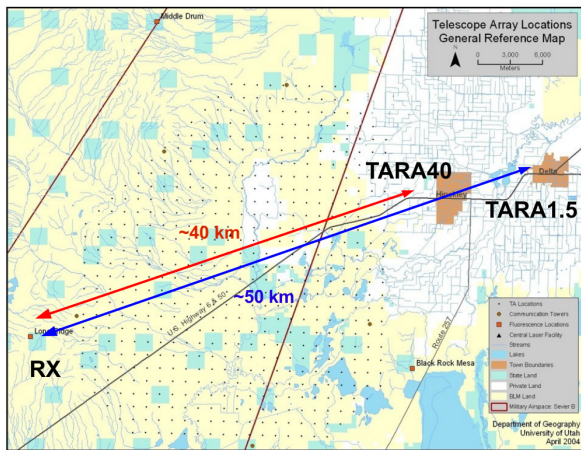 Middle Drum
Telescope Array Locations
General Reference Map
N
0
3,000
6,000
Meters
TARA40
Delta
Hinckley
TARA1.5
~40 km
~50 km
U.S. Highway 6 & 50
Route 257
RX
Black Rock Mesa
TA Locations
Communication Towers
Fluorescence Locations
Central Laser Facility
Streams
Lakes
Town Boundaries
State Land
Private Land
BLM Land
Military Airspace: Sevier B
Department of Geography
University of Utah
April 2004